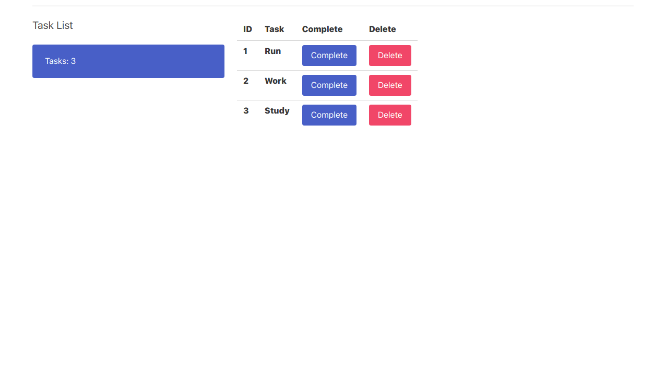 Task List
Tasks: 3
ID Task Complete Delete
1 Run Complete Delete
2 Work Complete Delete
3 Study Complete Delete